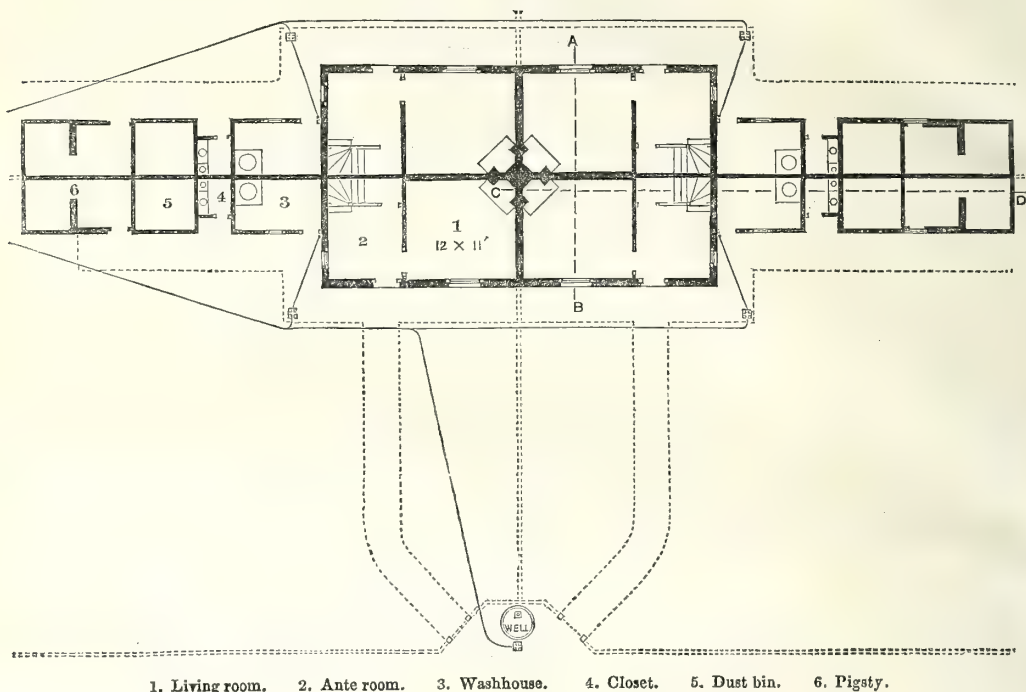 A
6
5
4
3
2
1
12 × 11′
C
D
B
WELL
1. Living room. 2. Ante room. 3. Washhouse. 4. Closet. 5. Dust bin. 6. Pigsty.